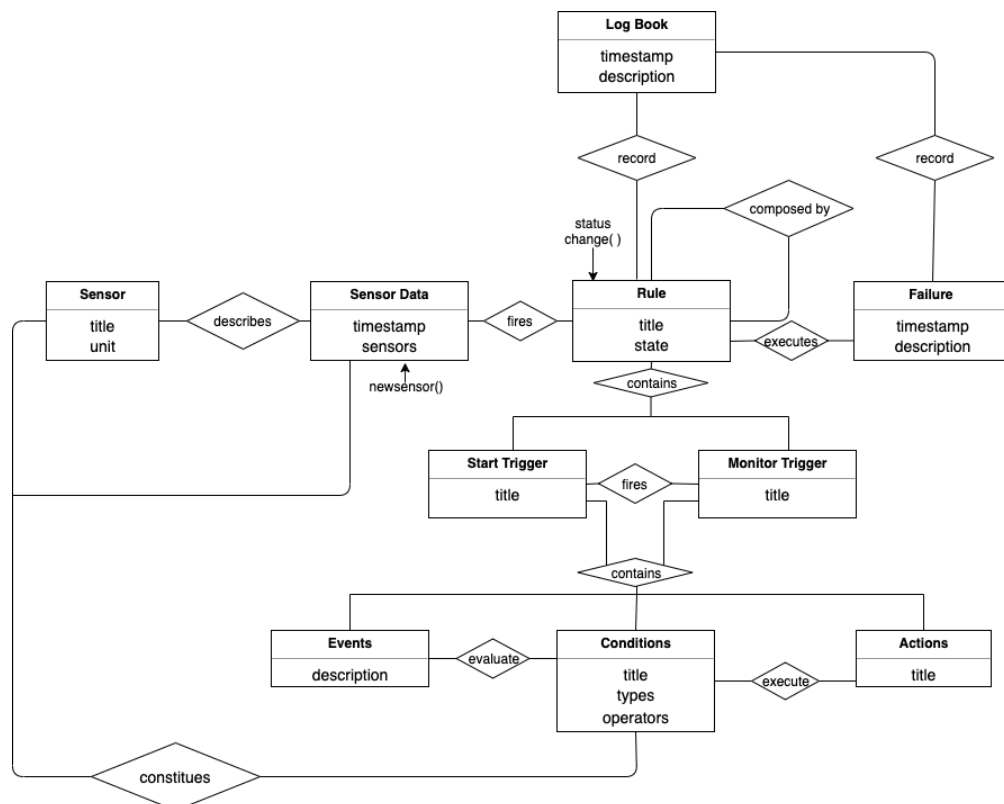 Log Book
timestamp
description
record
record
composed by
status
change( )
Sensor
title
unit
describes
Sensor Data
timestamp
sensors
newsensor()
fires
Rule
title
state
executes
Failure
timestamp
description
contains
Start Trigger
title
fires
Monitor Trigger
title
contains
Events
description
evaluate
Conditions
title
types
operators
execute
Actions
title
constitues